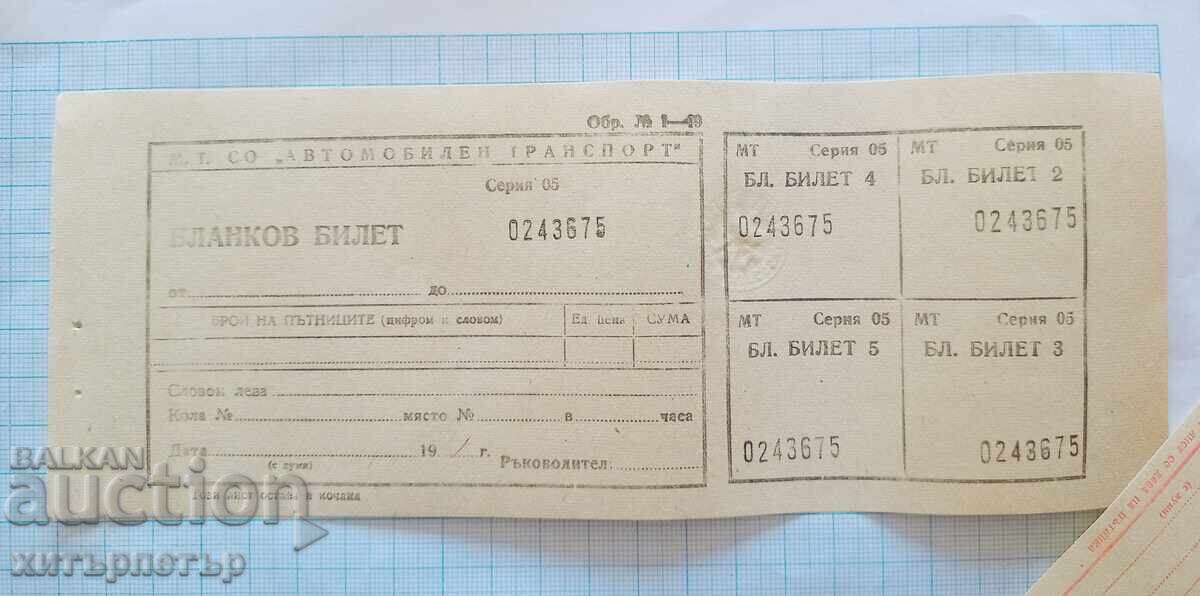 Обр. № 1—49
М. Т. СО „АВТОМОБИЛЕН ТРАНСПОРТ“
Серия 05
БЛАНКОВ БИЛЕТ 0243675
от до
БРОЙ НА ПЪТНИЦИТЕ (цифром и словом) Ед. цена СУМА
Словом лева
Кола № място № в часа
Дата 19 г. Ръководител:
(с думи)
Този лист остава в кочана
МТ Серия 05
БЛ. БИЛЕТ 4
0243675
МТ Серия 05
БЛ. БИЛЕТ 2
0243675
МТ Серия 05
БЛ. БИЛЕТ 5
0243675
МТ Серия 05
БЛ. БИЛЕТ 3
0243675
BALKAN
auction
хитърпетър